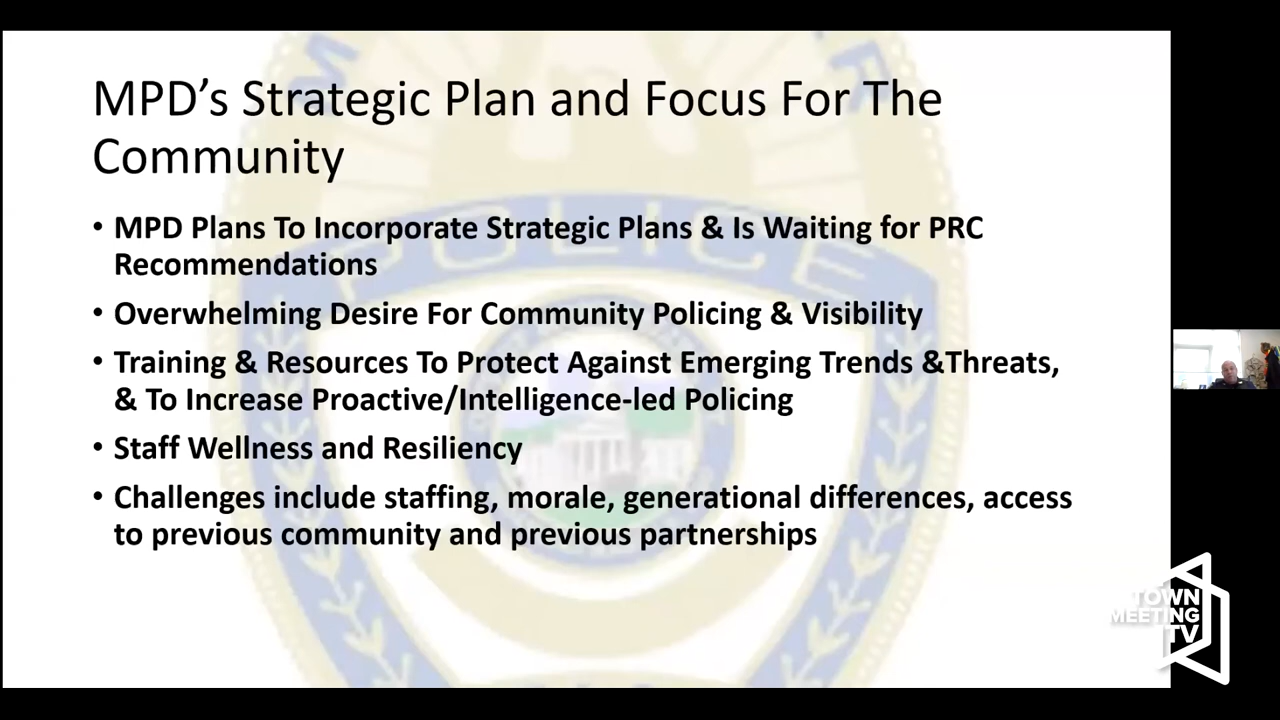 MPD’s Strategic Plan and Focus For The
Community
• MPD Plans To Incorporate Strategic Plans & Is Waiting for PRC
Recommendations
• Overwhelming Desire For Community Policing & Visibility
• Training & Resources To Protect Against Emerging Trends &Threats,
& To Increase Proactive/Intelligence-led Policing
• Staff Wellness and Resiliency
• Challenges include staffing, morale, generational differences, access
to previous community and previous partnerships
POLICE
TOWN
MEETING
TV